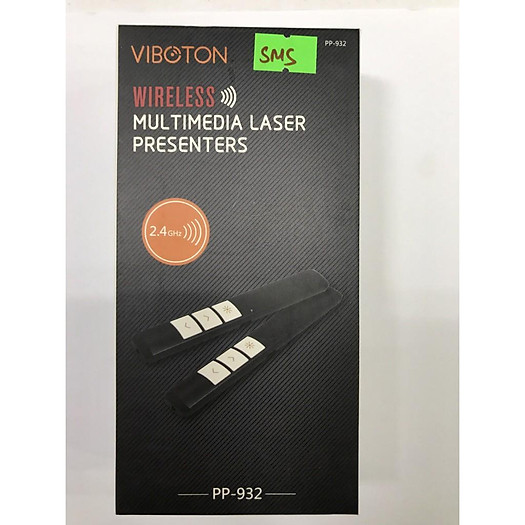 VIBOTON
SMS
PP-932
WIRELESS
MULTIMEDIA LASER
PRESENTERS
2.4GHz
PP-932